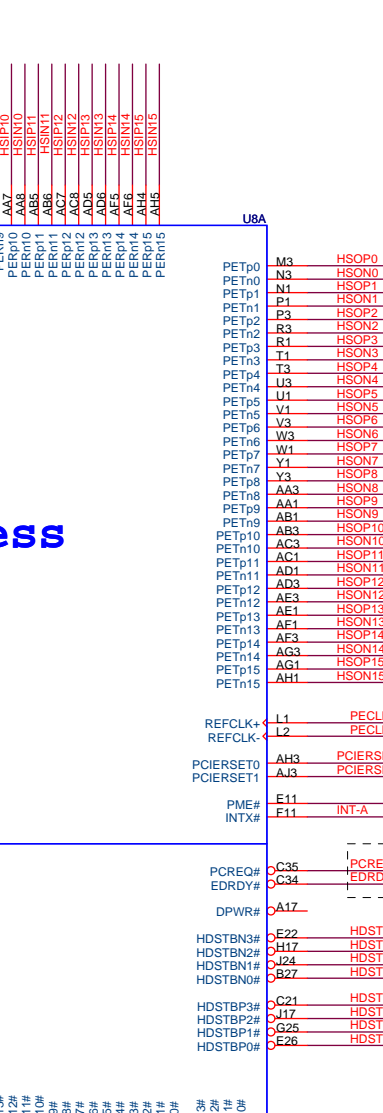 HSIP10
HSIN10
HSIP11
HSIN11
HSIP12
HSIN12
HSIP13
HSIN13
HSIP14
HSIN14
HSIP15
HSIN15
AA7
AA8
AB5
AB6
AC7
AC8
AD5
AD6
AF5
AF6
AH4
AH5
PERp10
PERn10
PERp11
PERn11
PERp12
PERn12
PERp13
PERn13
PERp14
PERn14
PERp15
PERn15
U8A
PETp0 M3 HSOP0
PETn0 N3 HSON0
PETp1 N1 HSOP1
PETn1 P1 HSON1
PETp2 P3 HSOP2
PETn2 R3 HSON2
PETp3 R1 HSOP3
PETn3 T1 HSON3
PETp4 T3 HSOP4
PETn4 U3 HSON4
PETp5 U1 HSOP5
PETn5 V1 HSON5
PETp6 V3 HSOP6
PETn6 W3 HSON6
PETp7 W1 HSOP7
PETn7 Y1 HSON7
PETp8 Y3 HSOP8
PETn8 AA3 HSON8
PETp9 AA1 HSOP9
PETn9 AB1 HSON9
PETp10 AB3 HSOP10
PETn10 AC3 HSON10
PETp11 AC1 HSOP11
PETn11 AD1 HSON11
PETp12 AD3 HSOP12
PETn12 AE3 HSON12
PETp13 AE1 HSOP13
PETn13 AF1 HSON13
PETp14 AF3 HSOP14
PETn14 AG3 HSON14
PETp15 AG1 HSOP15
PETn15 AH1 HSON15
ess
REFCLK+ L1 PECL
REFCLK- L2 PECL
PCIERSET0 AH3 PCIERS
PCIERSET1 AJ3 PCIERS
PME# E11
INTX# F11 INT-A
PCREQ# C35 PCRE
EDRDY# C34 EDRD
DPWR# A17
HDSTBN3# E22 HDST
HDSTBN2# H17 HDST
HDSTBN1# J24 HDST
HDSTBN0# B27 HDST
HDSTBP3# C21 HDST
HDSTBP2# J17 HDST
HDSTBP1# G25 HDST
HDSTBP0# E26 HDST